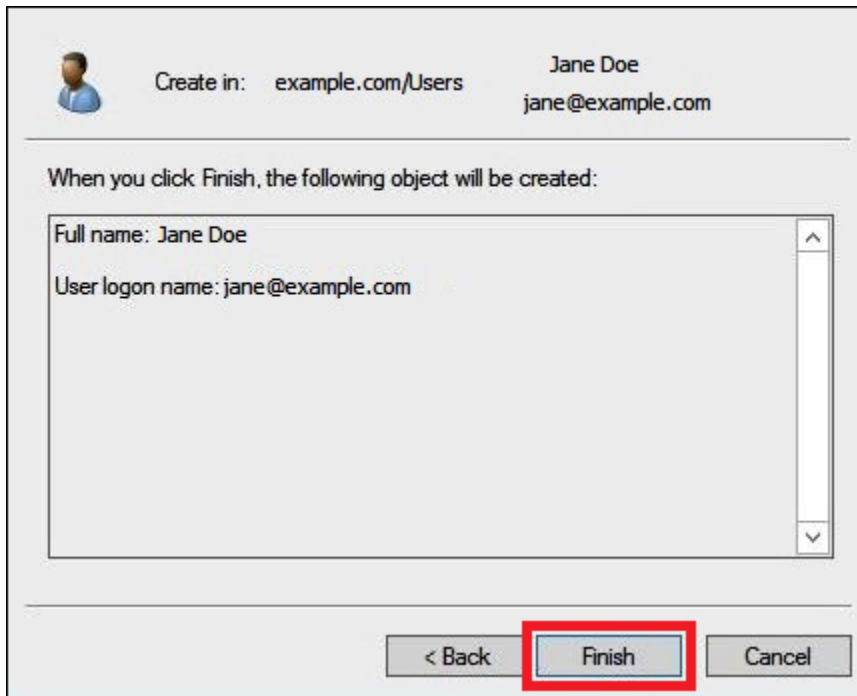 Create in: example.com/Users
Jane Doe
jane@example.com
When you click Finish, the following object will be created:
Full name: Jane Doe
User logon name: jane@example.com
< Back
Finish
Cancel